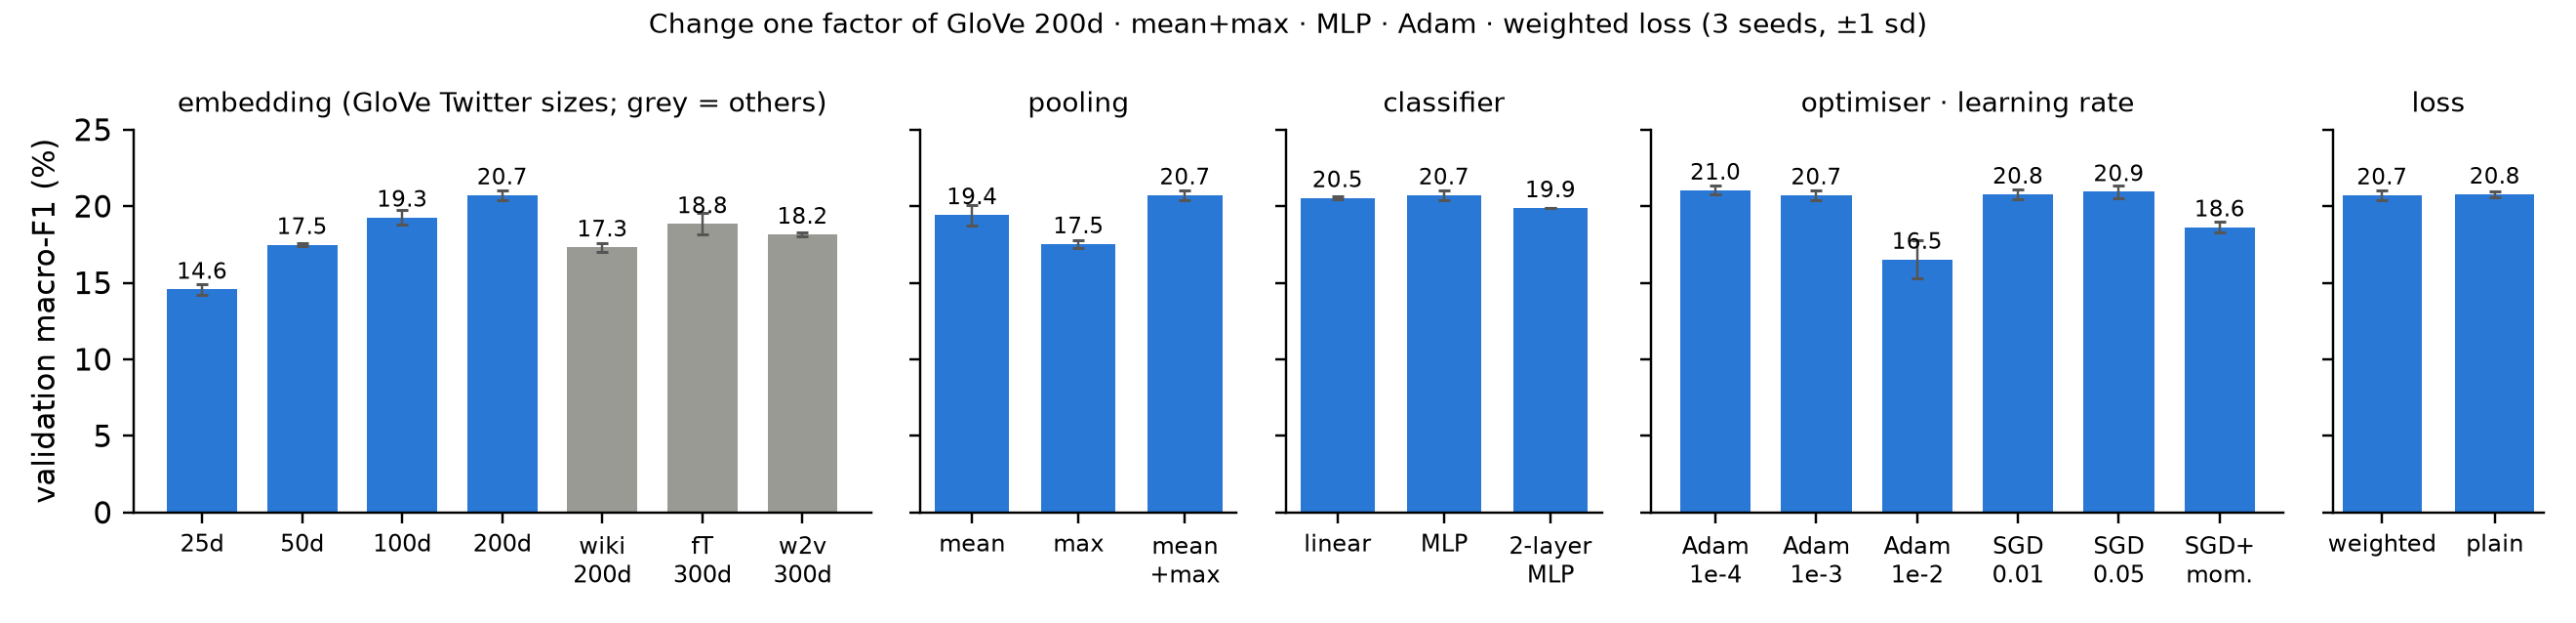 Change one factor of GloVe 200d · mean+max · MLP · Adam · weighted loss (3 seeds, ±1 sd)
embedding (GloVe Twitter sizes; grey = others)
validation macro-F1 (%)
25
20
15
10
5
0
14.6
17.5
19.3
20.7
17.3
18.8
18.2
25d
50d
100d
200d
wiki
200d
fT
300d
w2v
300d
pooling
19.4
17.5
20.7
mean
max
mean
+max
classifier
20.5
20.7
19.9
linear
MLP
2-layer
MLP
optimiser · learning rate
21.0
20.7
16.5
20.8
20.9
18.6
Adam
1e-4
Adam
1e-3
Adam
1e-2
SGD
0.01
SGD
0.05
SGD+
mom.
loss
20.7
20.8
weighted
plain